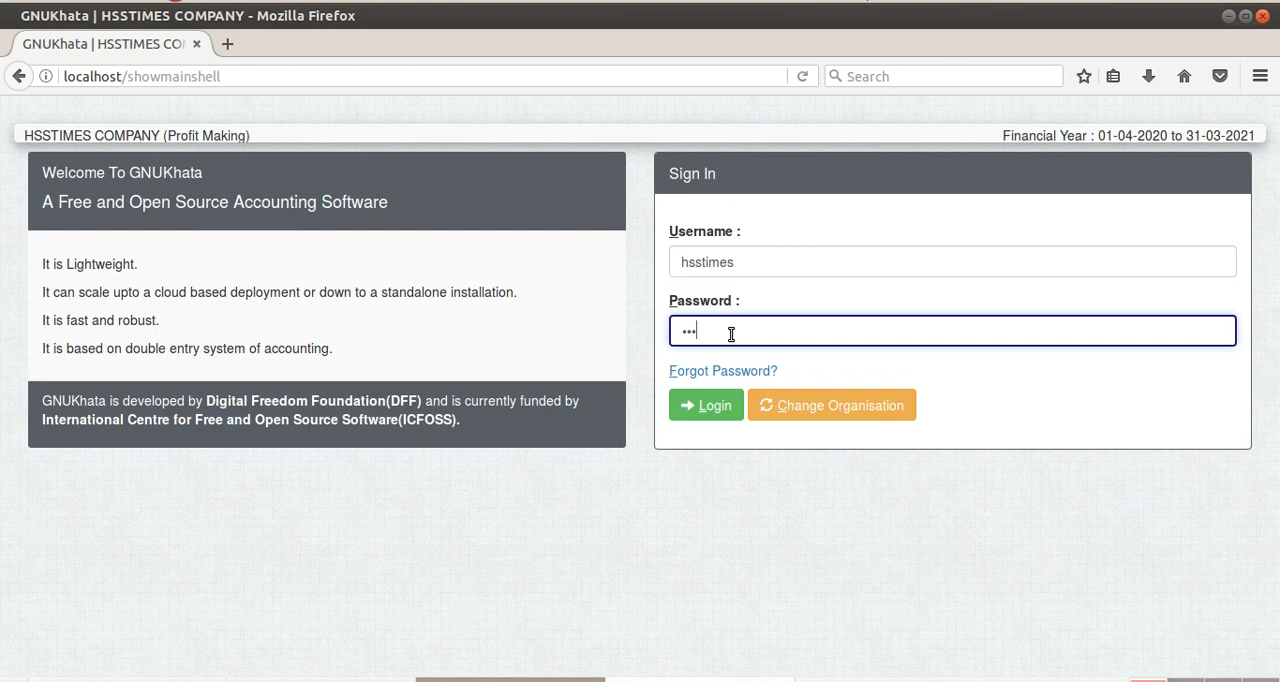 GNUKhata | HSSTIMES COMPANY - Mozilla Firefox
GNUKhata | HSSTIMES CO
localhost/showmainshell
Search
HSSTIMES COMPANY (Profit Making)
Financial Year : 01-04-2020 to 31-03-2021
Welcome To GNUKhata
A Free and Open Source Accounting Software
It is Lightweight.
It can scale upto a cloud based deployment or down to a standalone installation.
It is fast and robust.
It is based on double entry system of accounting.
GNUKhata is developed by Digital Freedom Foundation(DFF) and is currently funded by
International Centre for Free and Open Source Software(ICFOSS).
Sign In
Username :
hsstimes
Password :
•••
Forgot Password?
Login
Change Organisation